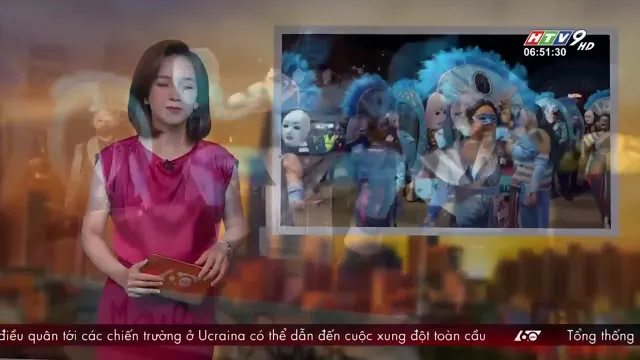 HTV9 HD
06:51:30
điều quân tới các chiến trường ở Ucraina có thể dẫn đến cuộc xung đột toàn cầu
60 Tổng thống